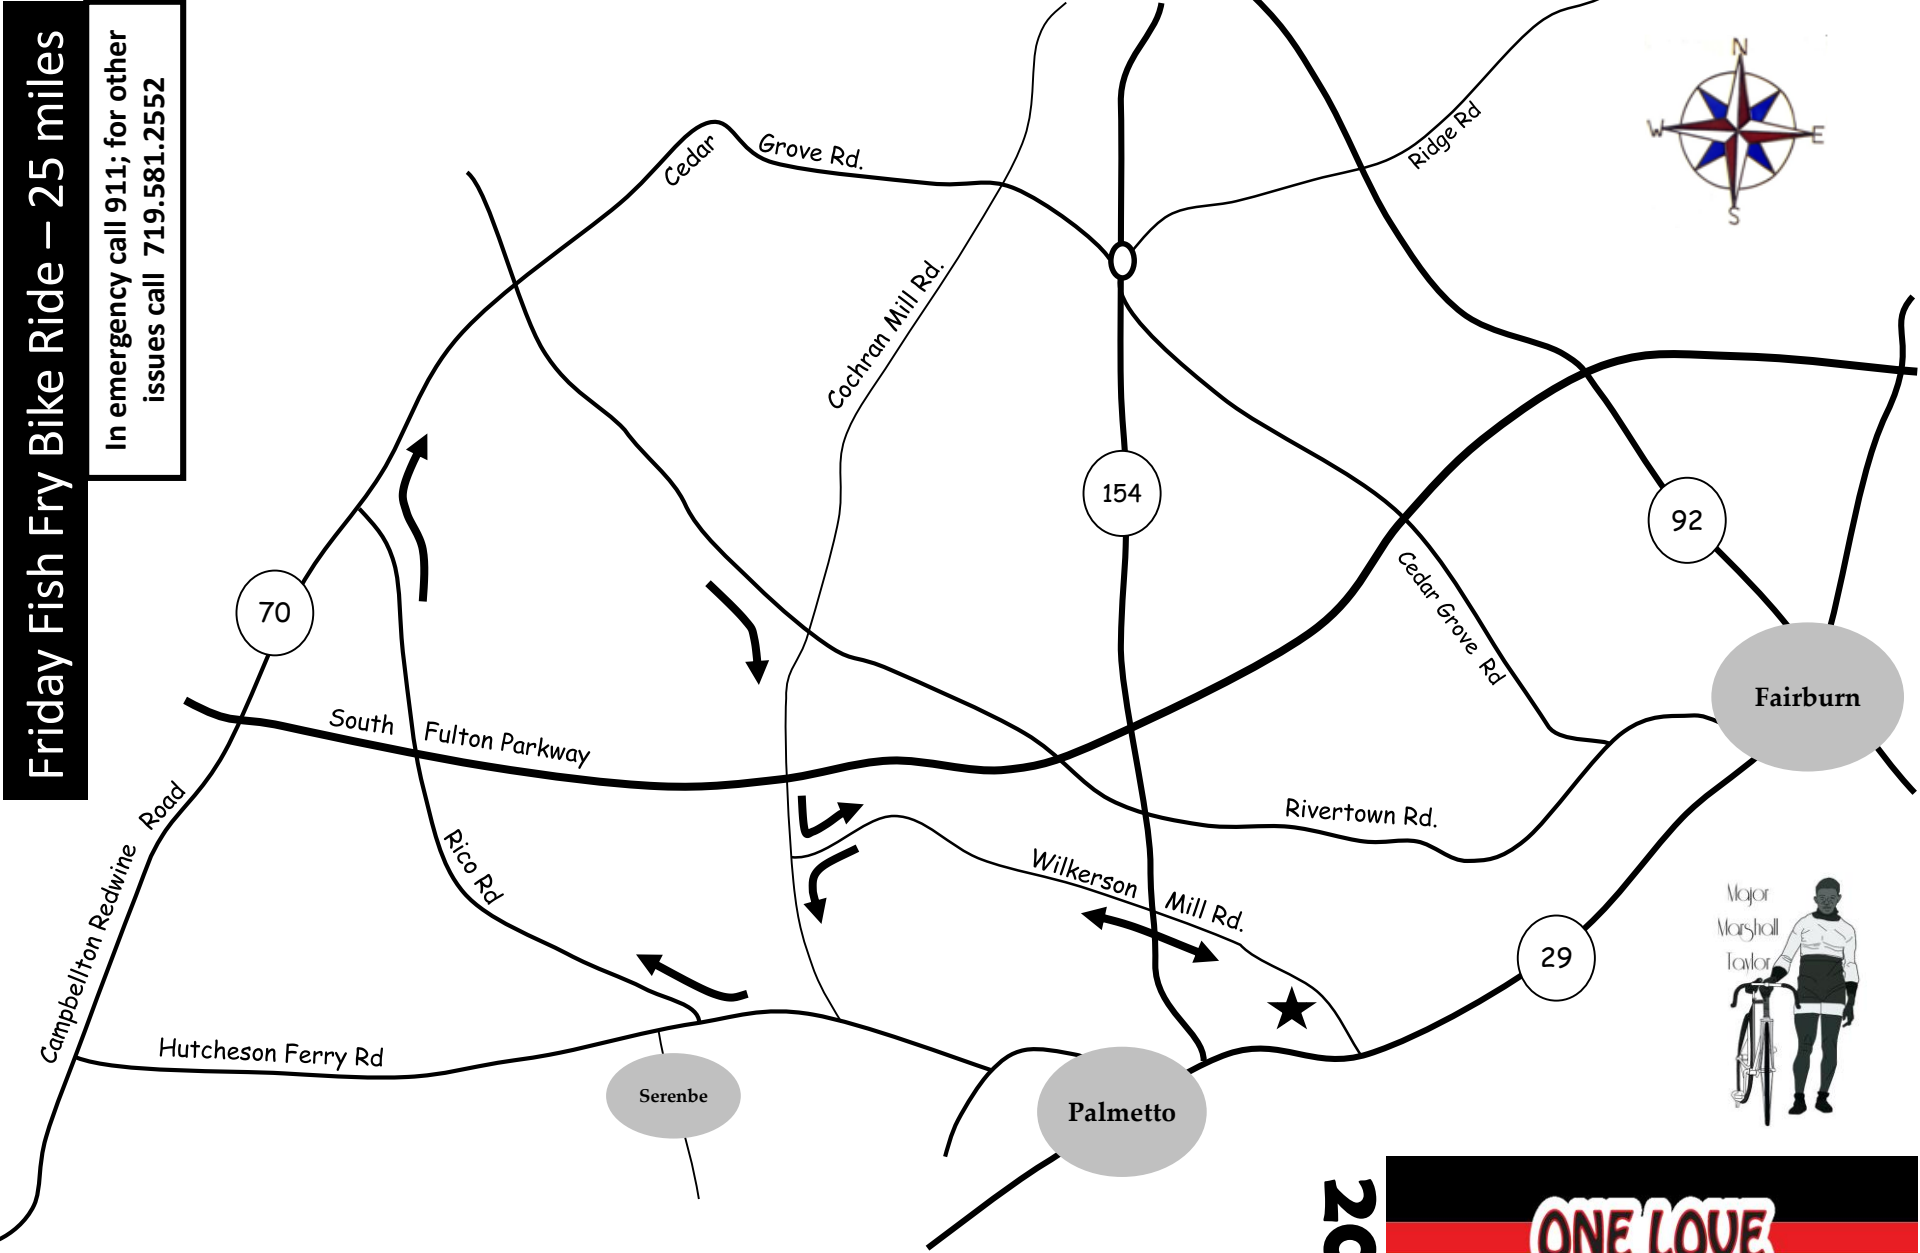 Friday Fish Fry Bike Ride – 25 miles
In emergency call 911; for other
issues call 719.581.2552
N
W
E
S
Ridge Rd
Cedar
Grove Rd.
Cochran Mill Rd.
154
92
70
Cedar Grove Rd
Fairburn
South Fulton Parkway
Campbellton Redwine Road
Rico Rd
Rivertown Rd.
Wilkerson Mill Rd.
29
Major
Marshall
Taylor
Hutcheson Ferry Rd
Serenbe
Palmetto
20
ONE LOVE